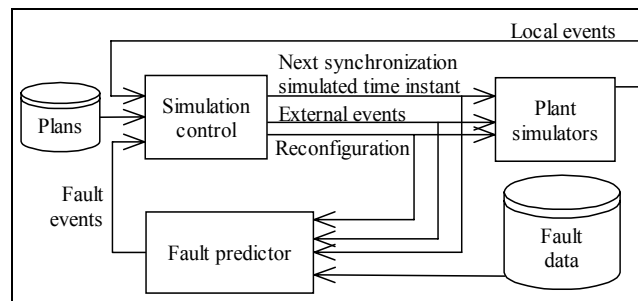 Local events
Next synchronization
simulated time instant
Simulation
control
Plans
External events
Plant
simulators
Reconfiguration
Fault
events
Fault predictor
Fault
data